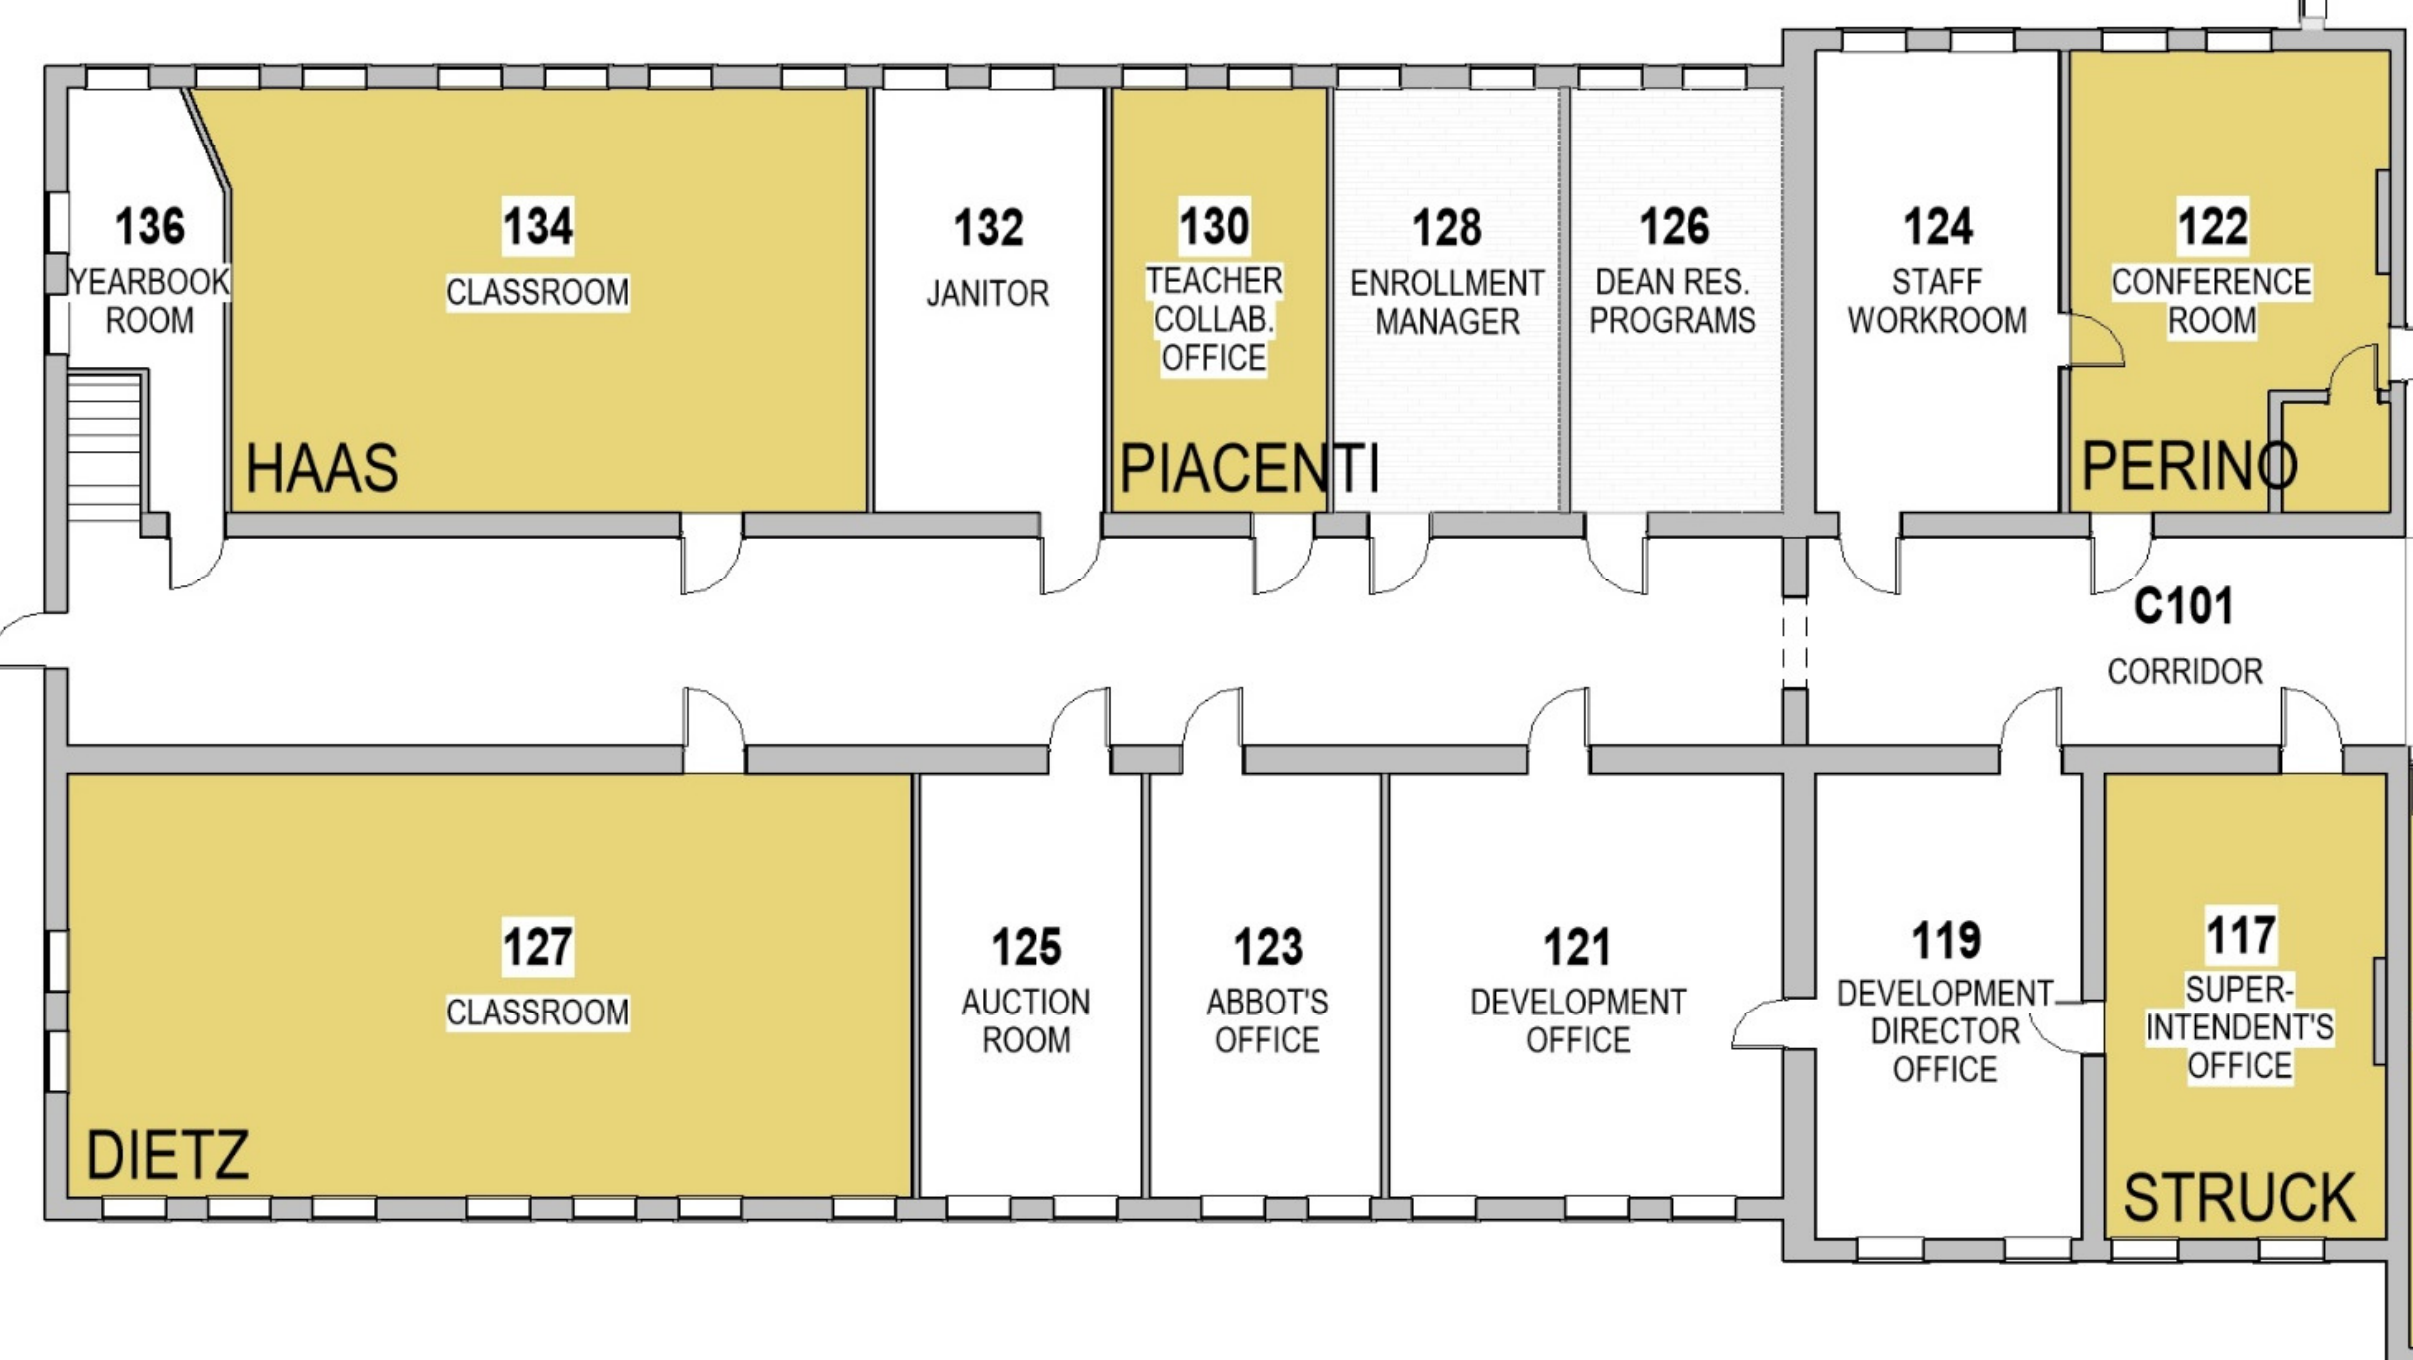 136
YEARBOOK
ROOM
134
CLASSROOM
HAAS
132
JANITOR
130
TEACHER
COLLAB.
OFFICE
PIACENTI
128
ENROLLMENT
MANAGER
126
DEAN RES.
PROGRAMS
124
STAFF
WORKROOM
122
CONFERENCE
ROOM
PERINO
C101
CORRIDOR
127
CLASSROOM
DIETZ
125
AUCTION
ROOM
123
ABBOT'S
OFFICE
121
DEVELOPMENT
OFFICE
119
DEVELOPMENT
DIRECTOR
OFFICE
117
SUPER-
INTENDENT'S
OFFICE
STRUCK